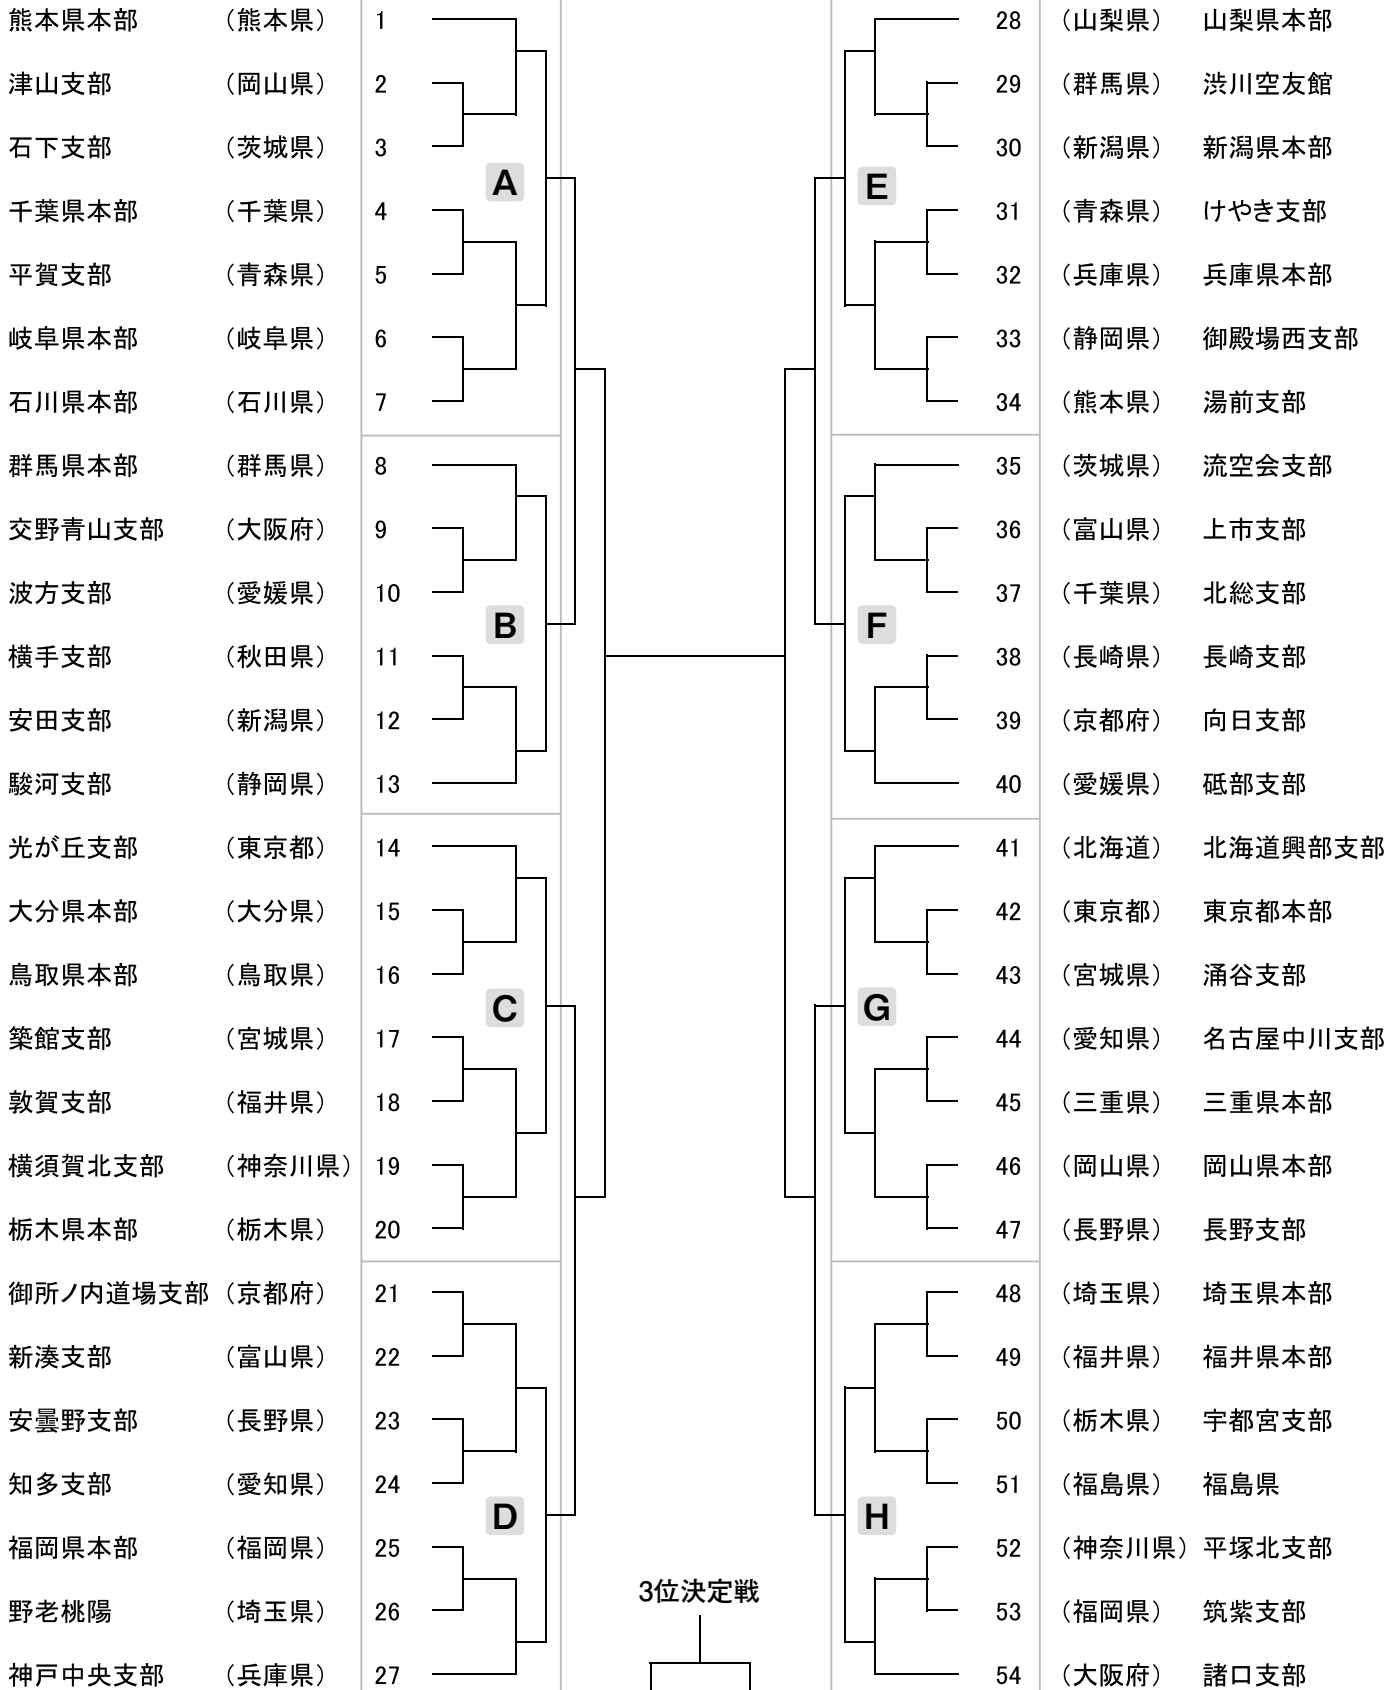 熊本県本部 （熊本県） 1
津山支部 （岡山県） 2
石下支部 （茨城県） 3
A
千葉県本部 （千葉県） 4
平賀支部 （青森県） 5
岐阜県本部 （岐阜県） 6
石川県本部 （石川県） 7
群馬県本部 （群馬県） 8
交野青山支部 （大阪府） 9
波方支部 （愛媛県） 10
B
横手支部 （秋田県） 11
安田支部 （新潟県） 12
駿河支部 （静岡県） 13
光が丘支部 （東京都） 14
大分県本部 （大分県） 15
鳥取県本部 （鳥取県） 16
C
築館支部 （宮城県） 17
敦賀支部 （福井県） 18
横須賀北支部 （神奈川県） 19
栃木県本部 （栃木県） 20
御所ノ内道場支部 （京都府） 21
新湊支部 （富山県） 22
安曇野支部 （長野県） 23
知多支部 （愛知県） 24
D
福岡県本部 （福岡県） 25
野老桃陽 （埼玉県） 26
神戸中央支部 （兵庫県） 27
3位決定戦
28 （山梨県） 山梨県本部
29 （群馬県） 渋川空友館
30 （新潟県） 新潟県本部
E
31 （青森県） けやき支部
32 （兵庫県） 兵庫県本部
33 （静岡県） 御殿場西支部
34 （熊本県） 湯前支部
35 （茨城県） 流空会支部
36 （富山県） 上市支部
37 （千葉県） 北総支部
F
38 （長崎県） 長崎支部
39 （京都府） 向日支部
40 （愛媛県） 砥部支部
41 （北海道） 北海道興部支部
42 （東京都） 東京都本部
43 （宮城県） 涌谷支部
G
44 （愛知県） 名古屋中川支部
45 （三重県） 三重県本部
46 （岡山県） 岡山県本部
47 （長野県） 長野支部
48 （埼玉県） 埼玉県本部
49 （福井県） 福井県本部
50 （栃木県） 宇都宮支部
51 （福島県） 福島県
H
52 （神奈川県） 平塚北支部
53 （福岡県） 筑紫支部
54 （大阪府） 諸口支部